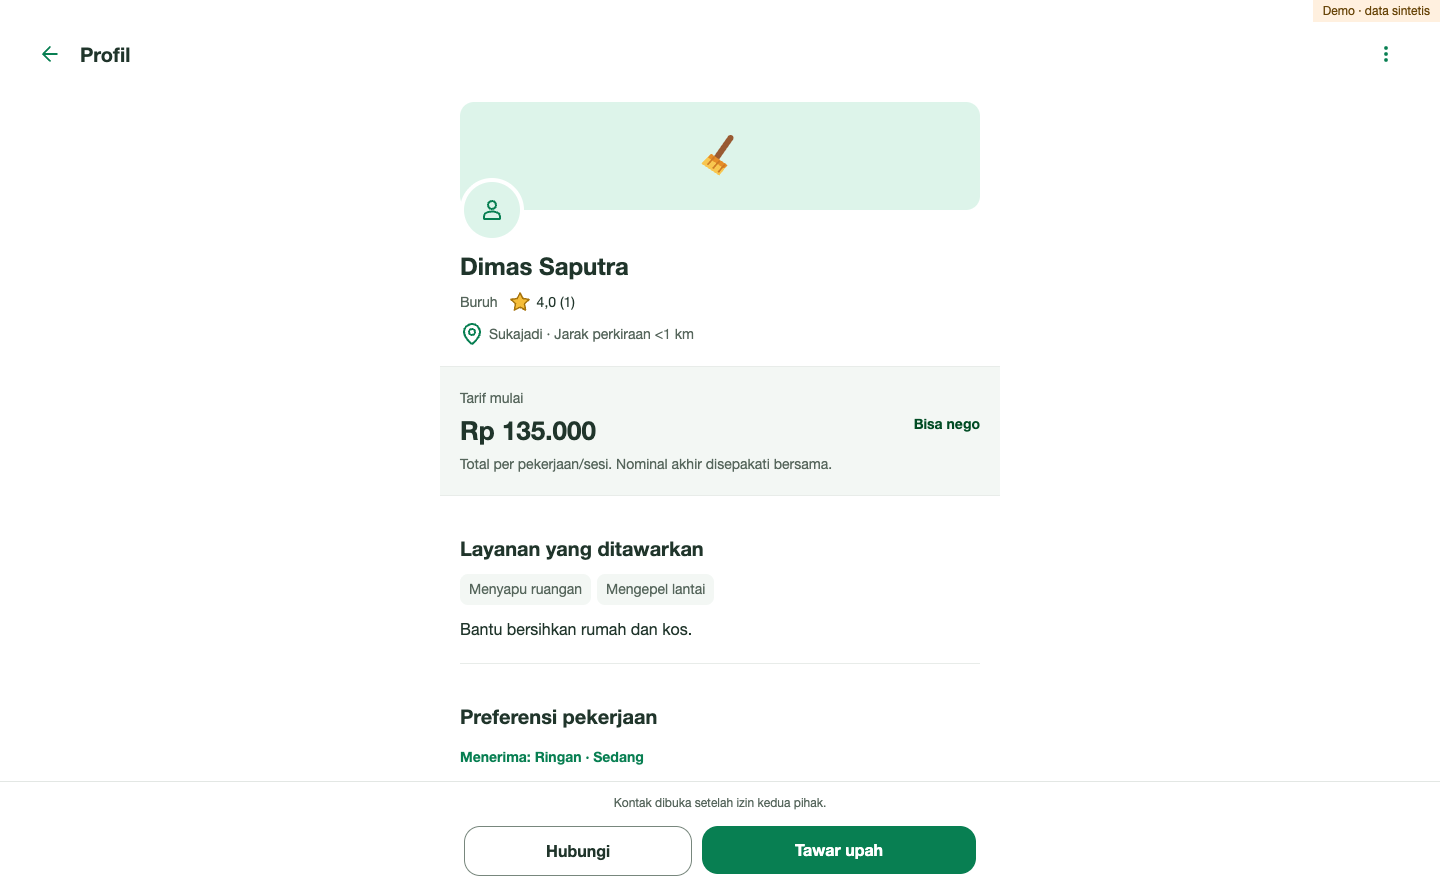 Demo · data sintetis
Profil
Dimas Saputra
Buruh 4,0 (1)
Sukajadi · Jarak perkiraan <1 km
Tarif mulai
Rp 135.000
Bisa nego
Total per pekerjaan/sesi. Nominal akhir disepakati bersama.
Layanan yang ditawarkan
Menyapu ruangan Mengepel lantai
Bantu bersihkan rumah dan kos.
Preferensi pekerjaan
Menerima: Ringan · Sedang
Kontak dibuka setelah izin kedua pihak.
Hubungi Tawar upah